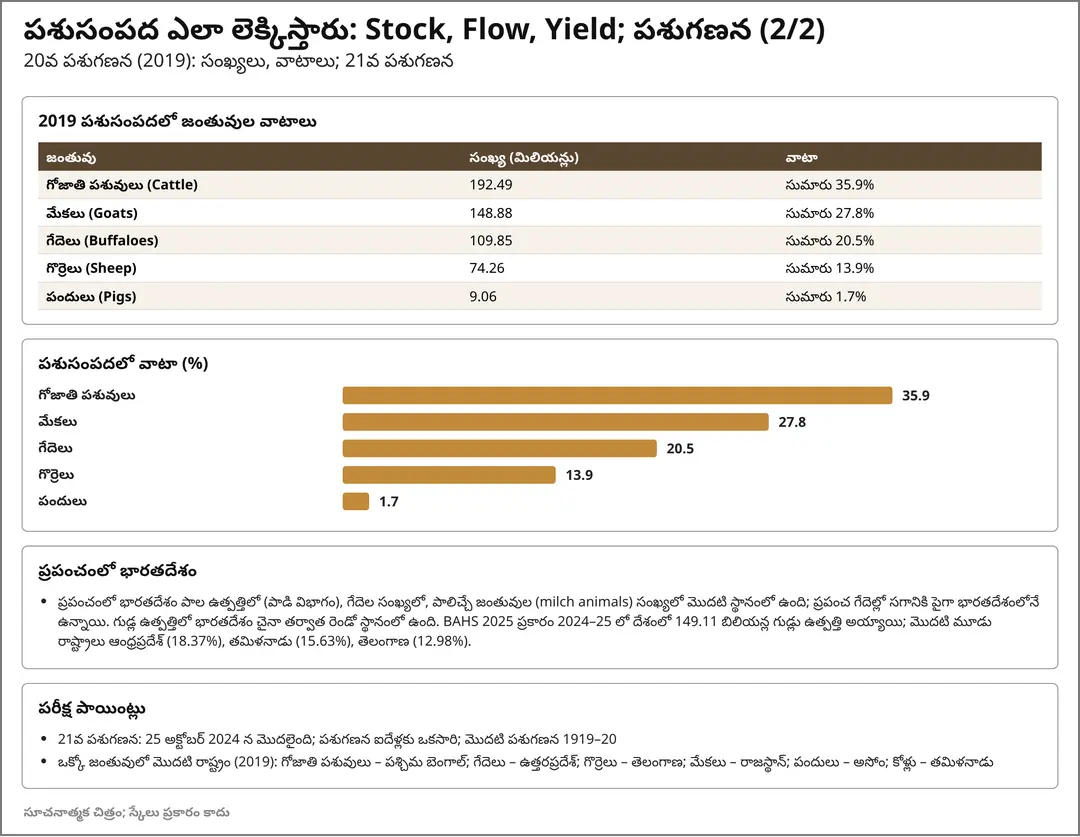 పశుసంపద ఎలా లెక్కిస్తారు: Stock, Flow, Yield; పశుగణన (2/2)
20వ పశుగణన (2019): సంఖ్యలు, వాటాలు; 21వ పశుగణన
2019 పశుసంపదలో జంతువుల వాటాలు
జంతువు సంఖ్య (మిలియన్లు) వాటా
గోజాతి పశువులు (Cattle) 192.49 సుమారు 35.9%
మేకలు (Goats) 148.88 సుమారు 27.8%
గేదెలు (Buffaloes) 109.85 సుమారు 20.5%
గొర్రెలు (Sheep) 74.26 సుమారు 13.9%
పందులు (Pigs) 9.06 సుమారు 1.7%
పశుసంపదలో వాటా (%)
గోజాతి పశువులు 35.9
మేకలు 27.8
గేదెలు 20.5
గొర్రెలు 13.9
పందులు 1.7
ప్రపంచంలో భారతదేశం
• ప్రపంచంలో భారతదేశం పాల ఉత్పత్తిలో (పాడి విభాగం), గేదెల సంఖ్యలో, పాలిచ్చే జంతువుల (milch animals) సంఖ్యలో మొదటి స్థానంలో ఉంది; ప్రపంచ గేదెల్లో సగానికి పైగా భారతదేశంలోనే
ఉన్నాయి. గుడ్ల ఉత్పత్తిలో భారతదేశం చైనా తర్వాత రెండో స్థానంలో ఉంది. BAHS 2025 ప్రకారం 2024–25 లో దేశంలో 149.11 బిలియన్ల గుడ్లు ఉత్పత్తి అయ్యాయి; మొదటి మూడు
రాష్ట్రాలు ఆంధ్రప్రదేశ్ (18.37%), తమిళనాడు (15.63%), తెలంగాణ (12.98%).
పరీక్ష పాయింట్లు
• 21వ పశుగణన: 25 అక్టోబర్ 2024 న మొదలైంది; పశుగణన ఐదేళ్లకు ఒకసారి; మొదటి పశుగణన 1919–20
• ఒక్కో జంతువులో మొదటి రాష్ట్రం (2019): గోజాతి పశువులు – పశ్చిమ బెంగాల్; గేదెలు – ఉత్తరప్రదేశ్; గొర్రెలు – తెలంగాణ; మేకలు – రాజస్థాన్; పందులు – అసోం; కోళ్లు – తమిళనాడు
సూచనాత్మక చిత్రం; స్కేలు ప్రకారం కాదు